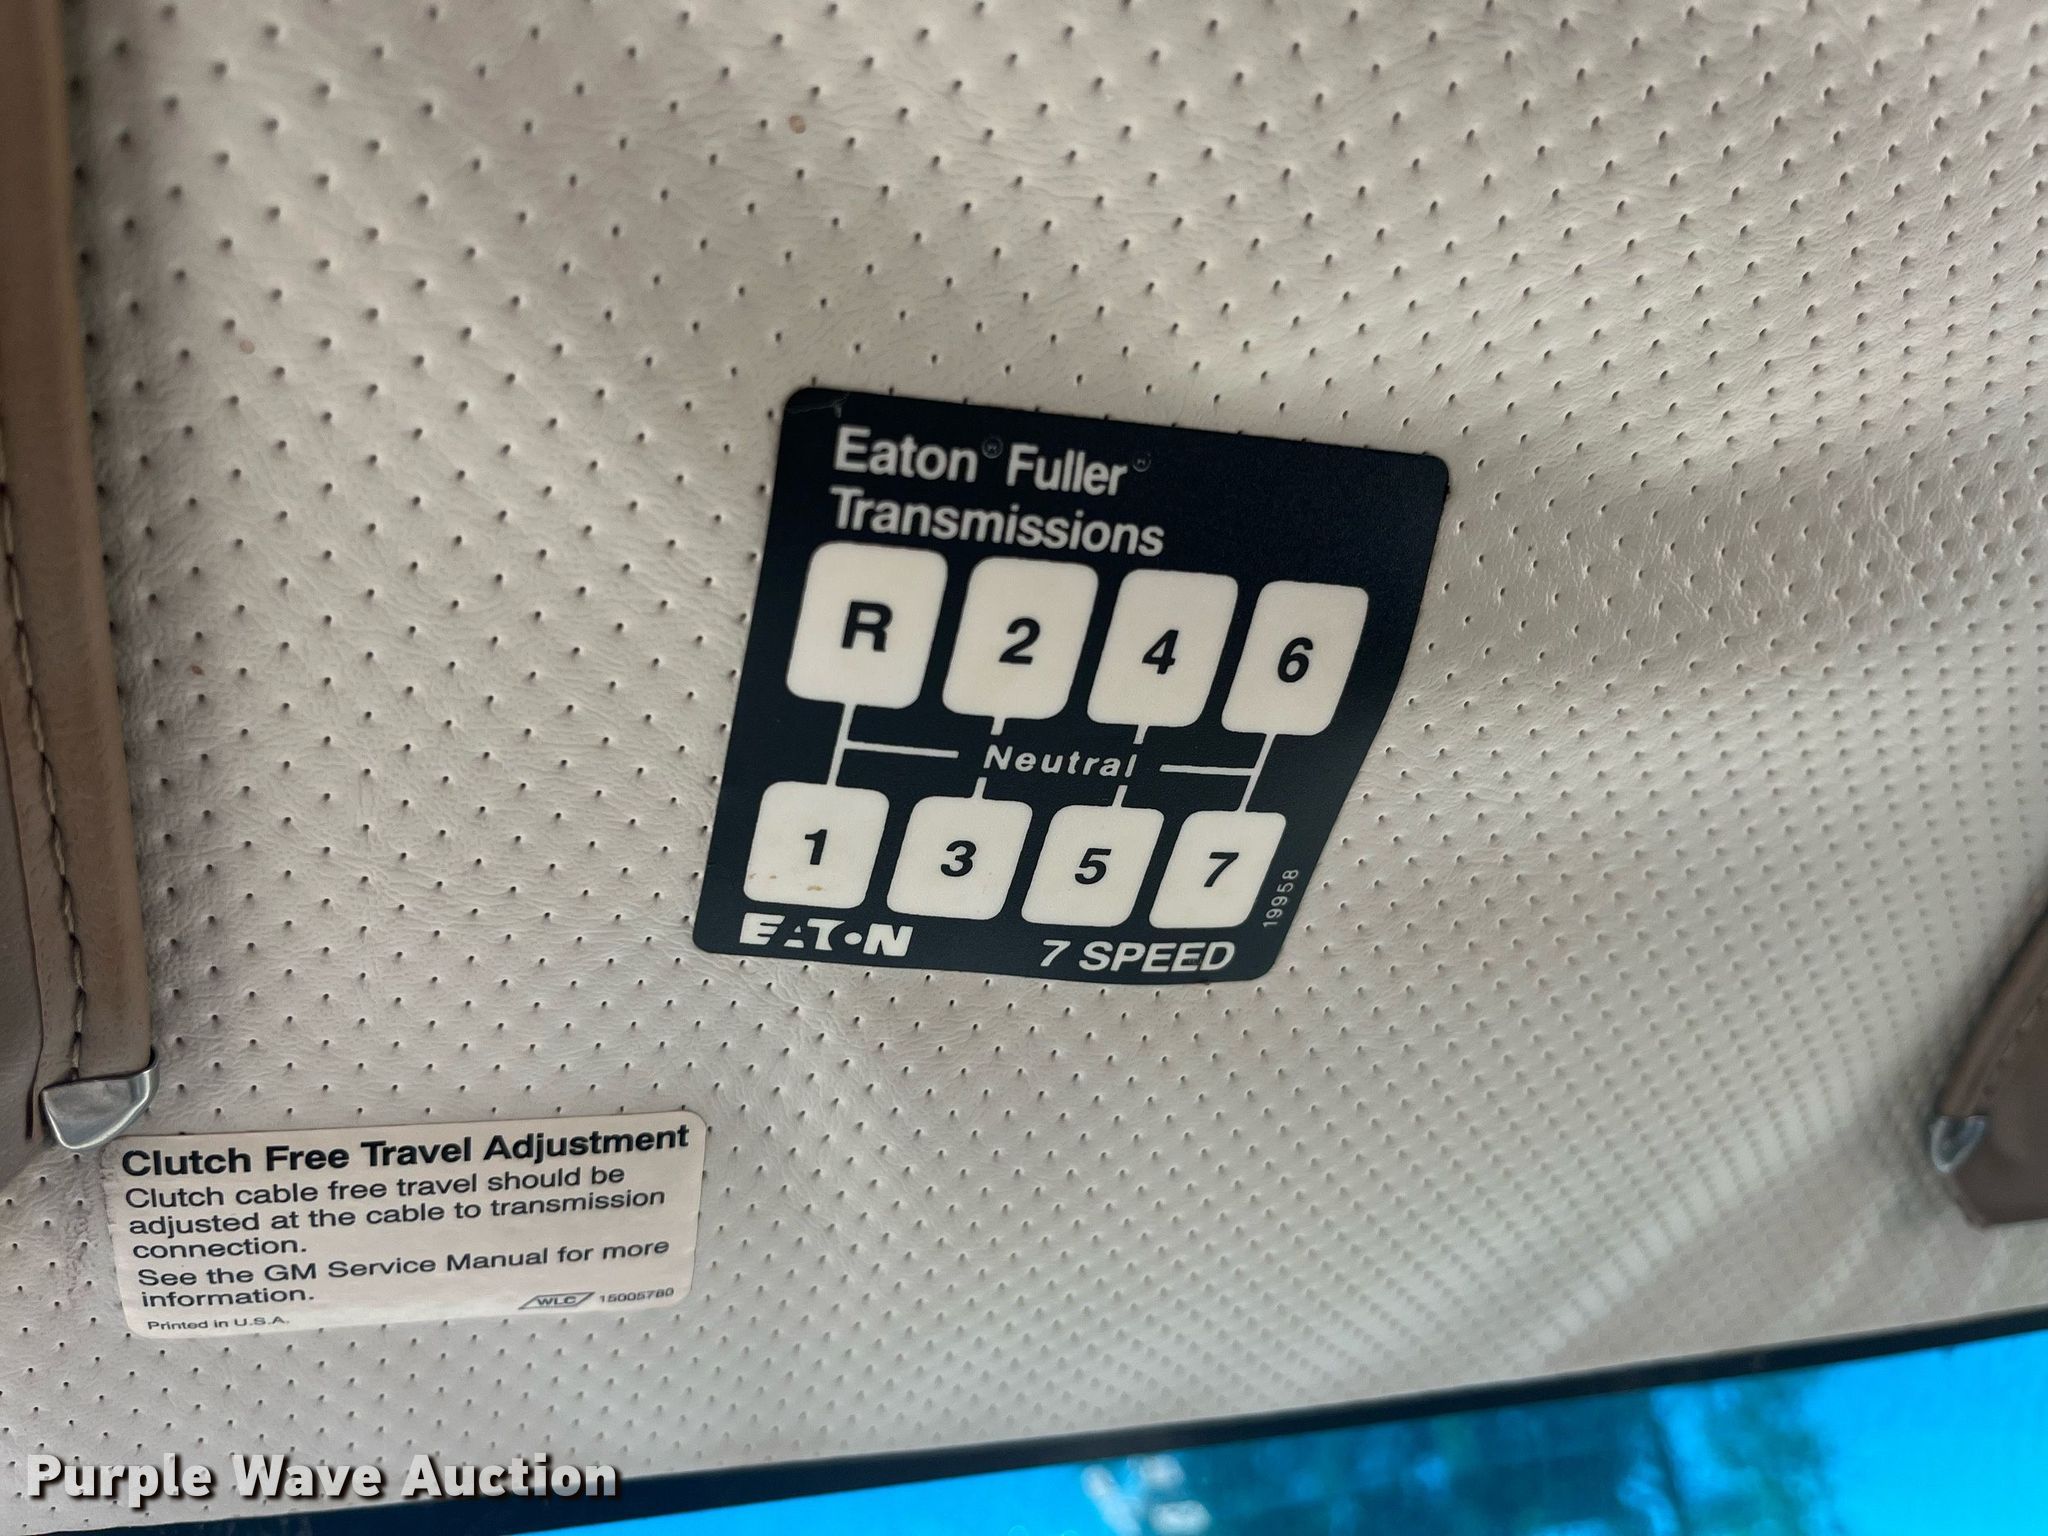 Eaton® Fuller®
Transmissions
R 2 4 6
Neutral
1 3 5 7
19958
EATON 7 SPEED
Clutch Free Travel Adjustment
Clutch cable free travel should be
adjusted at the cable to transmission
connection.
See the GM Service Manual for more
information.
WLC 15005780
Printed in U.S.A.
Purple Wave Auction